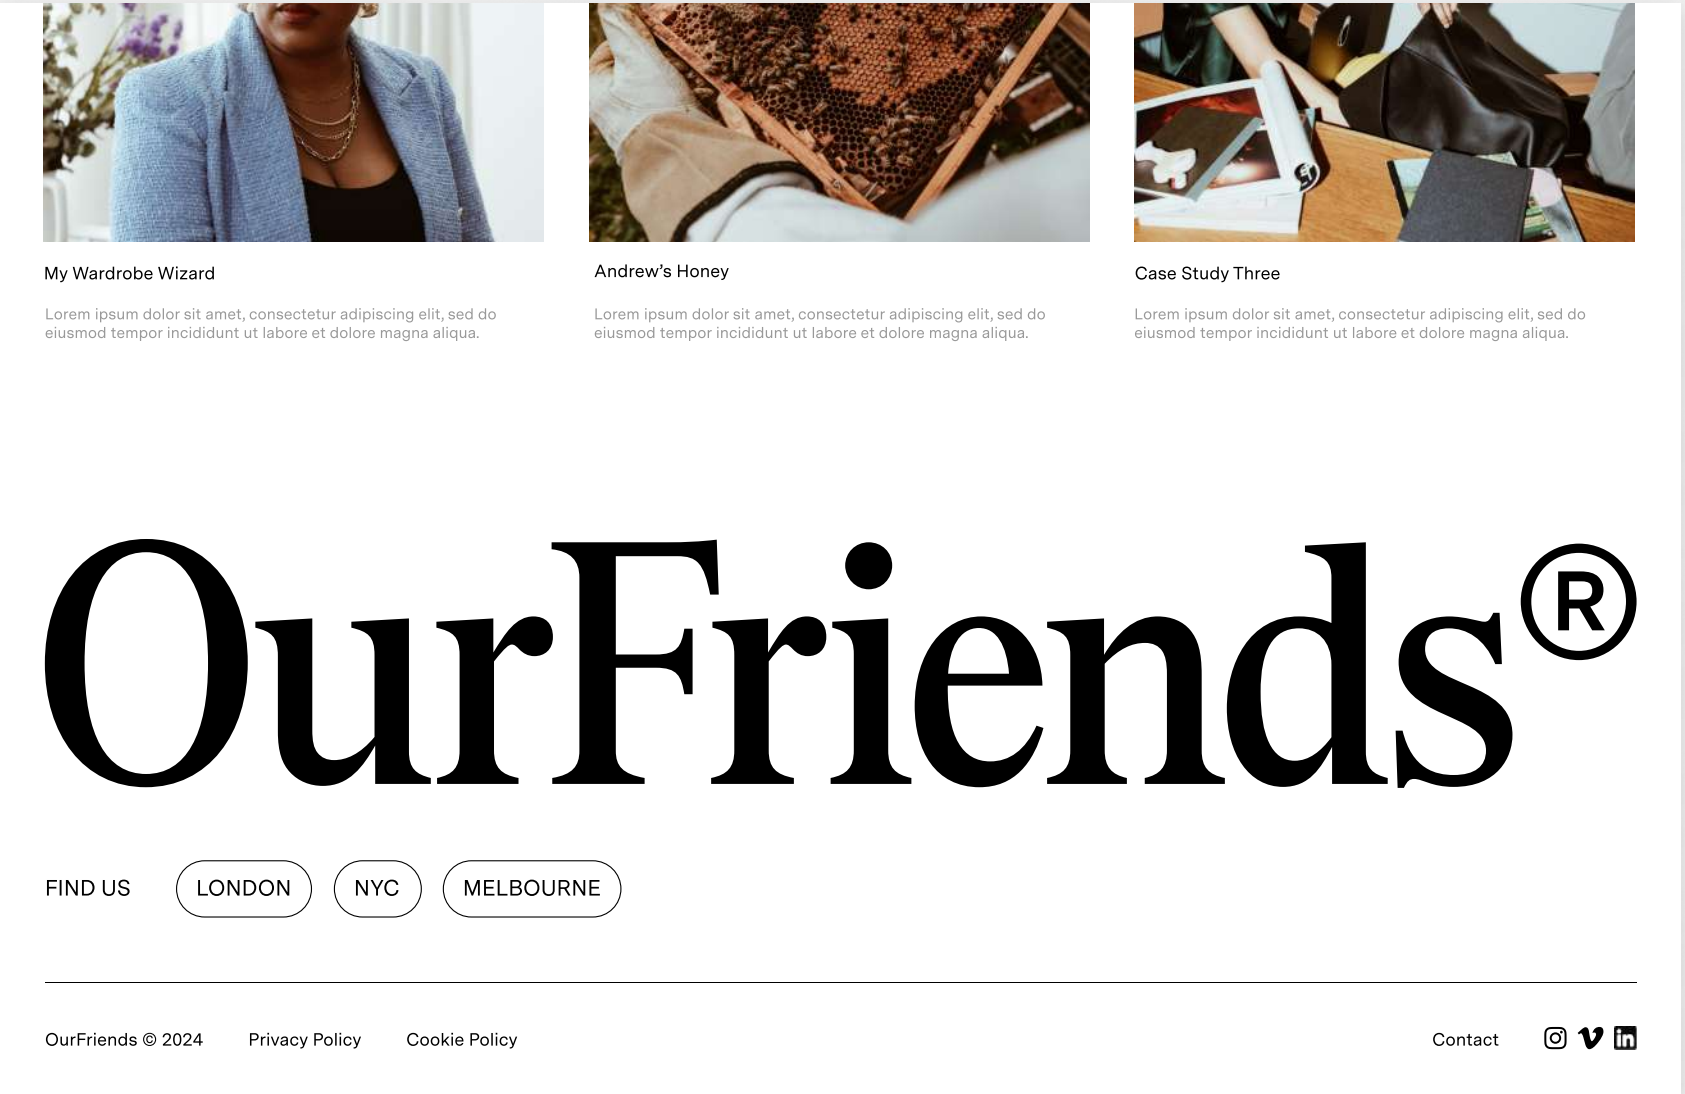 My Wardrobe Wizard
Lorem ipsum dolor sit amet, consectetur adipiscing elit, sed do
eiusmod tempor incididunt ut labore et dolore magna aliqua.
Andrew’s Honey
Lorem ipsum dolor sit amet, consectetur adipiscing elit, sed do
eiusmod tempor incididunt ut labore et dolore magna aliqua.
Case Study Three
Lorem ipsum dolor sit amet, consectetur adipiscing elit, sed do
eiusmod tempor incididunt ut labore et dolore magna aliqua.
OurFriends®
FIND US LONDON NYC MELBOURNE
OurFriends © 2024 Privacy Policy Cookie Policy Contact